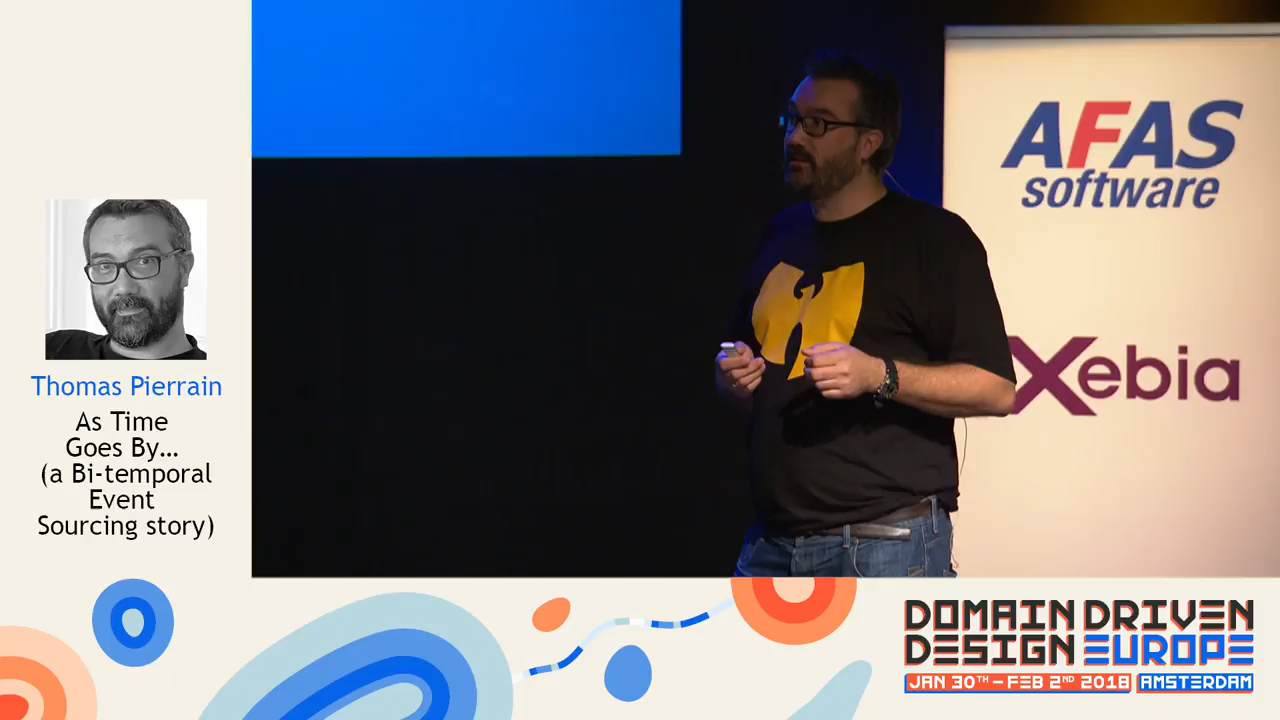 AFAS
software
Xebia
Thomas Pierrain
As Time
Goes By...
(a Bi-temporal
Event
Sourcing story)
DOMAIN DRIVEN
DESIGN EUROPE
JAN 30TH - FEB 2ND 2018 AMSTERDAM